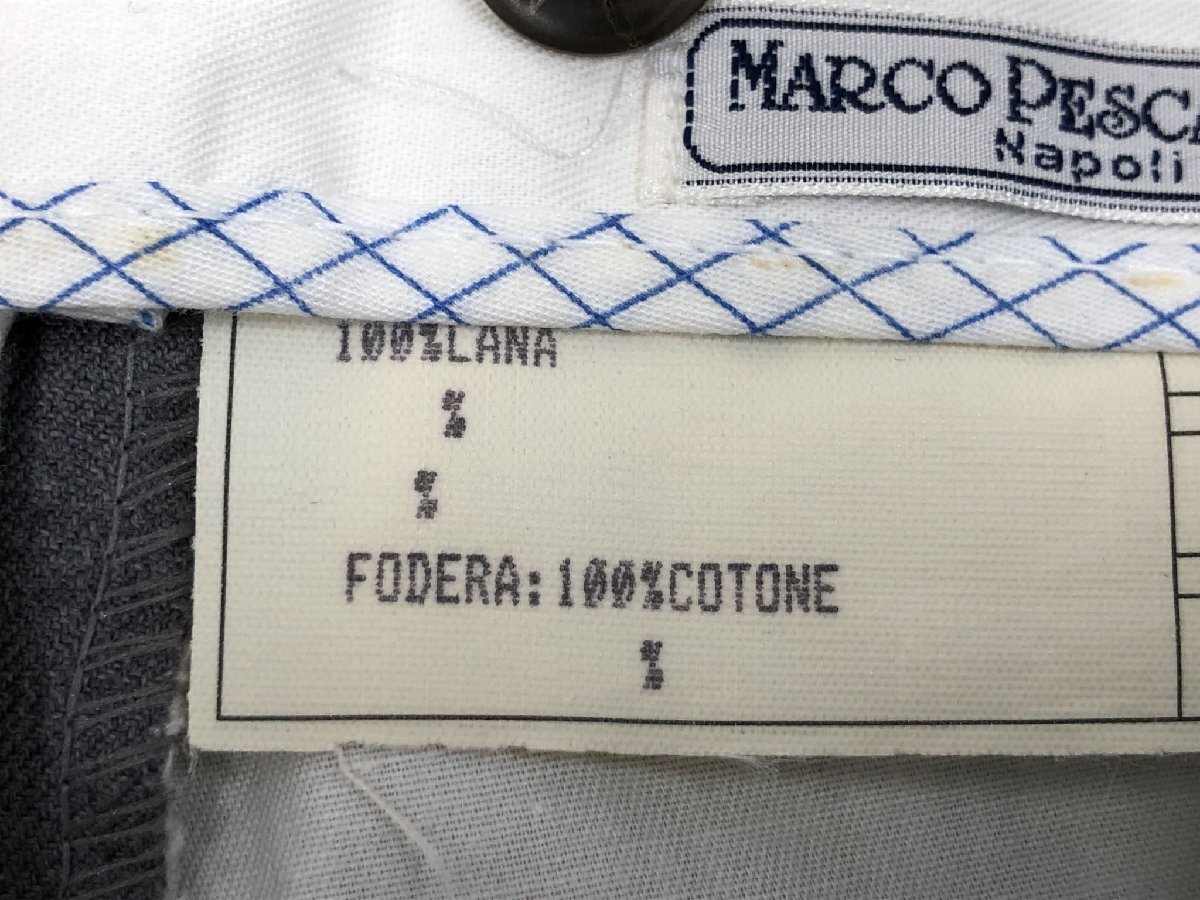 MARCO PESCA
Napoli
100%LANA
%
%
FODERA:100%COTONE
%